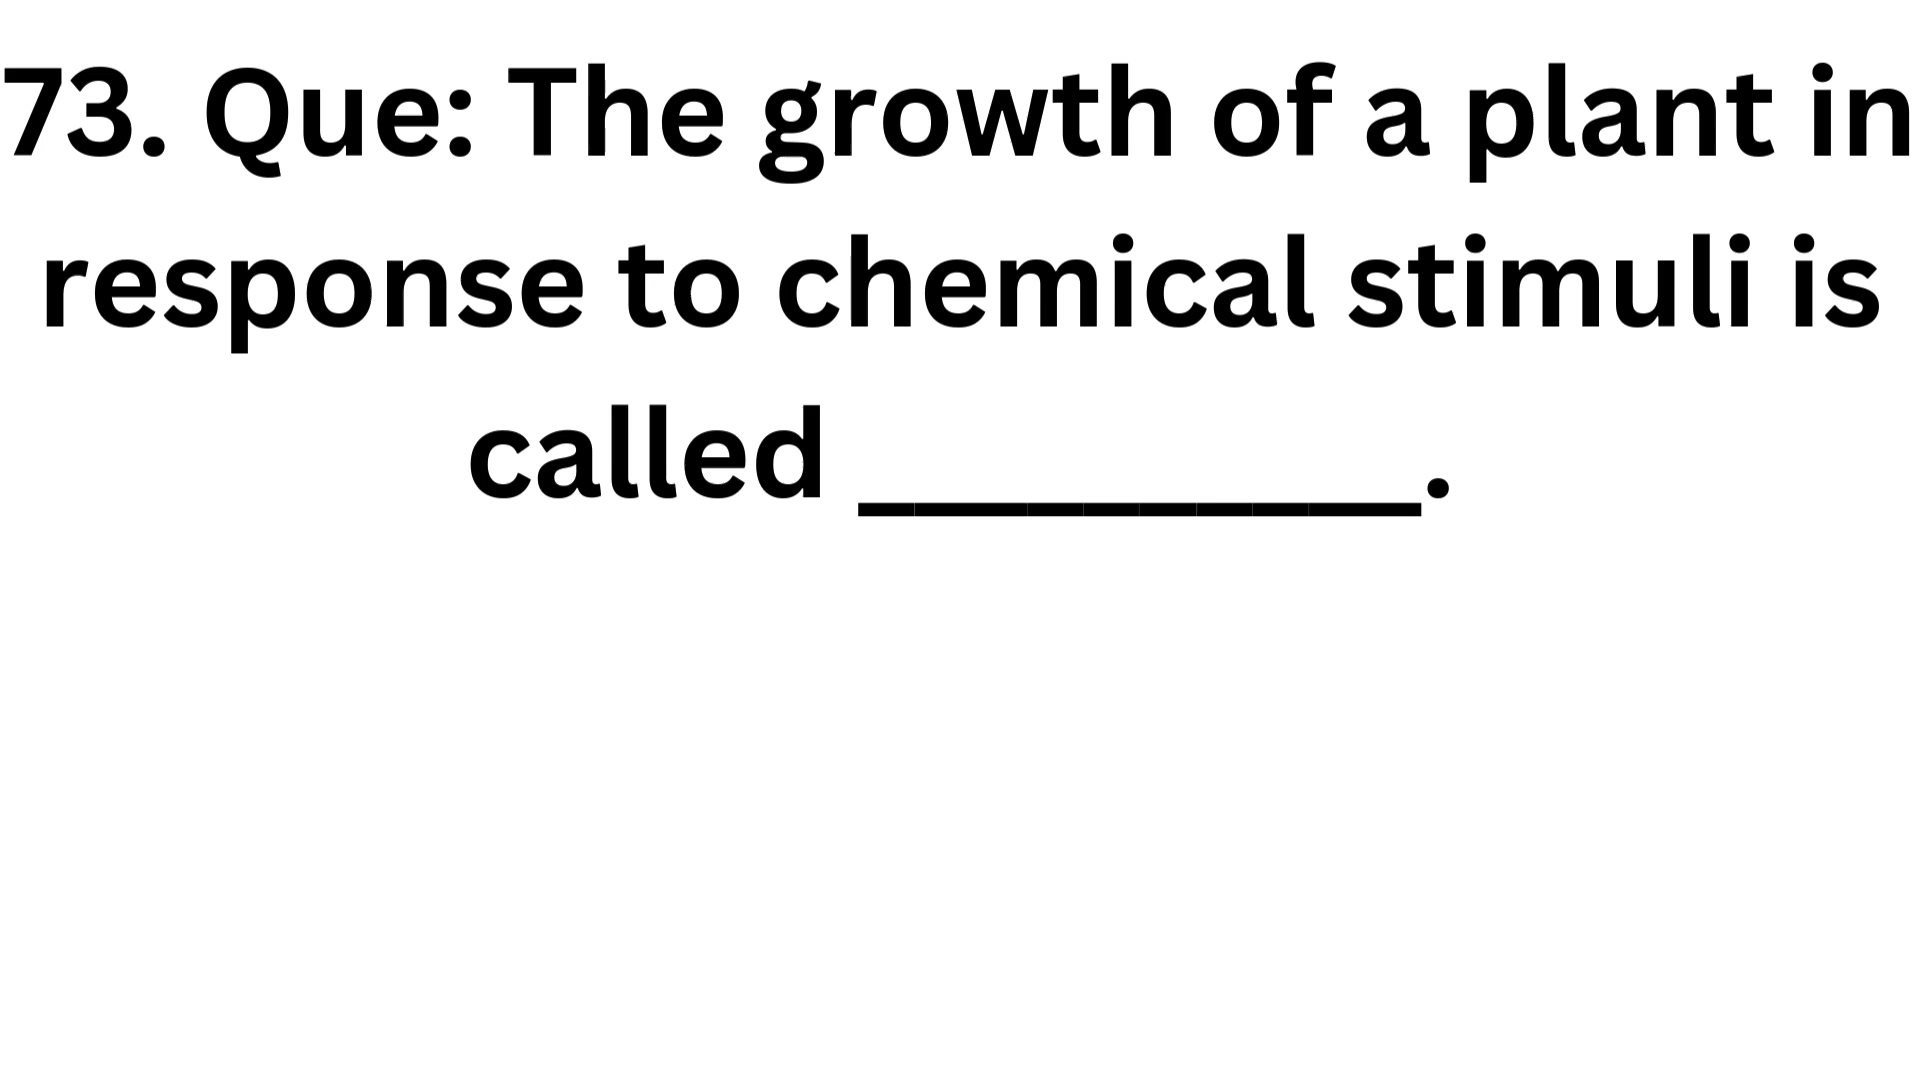 73. Que: The growth of a plant in
response to chemical stimuli is
called __________.